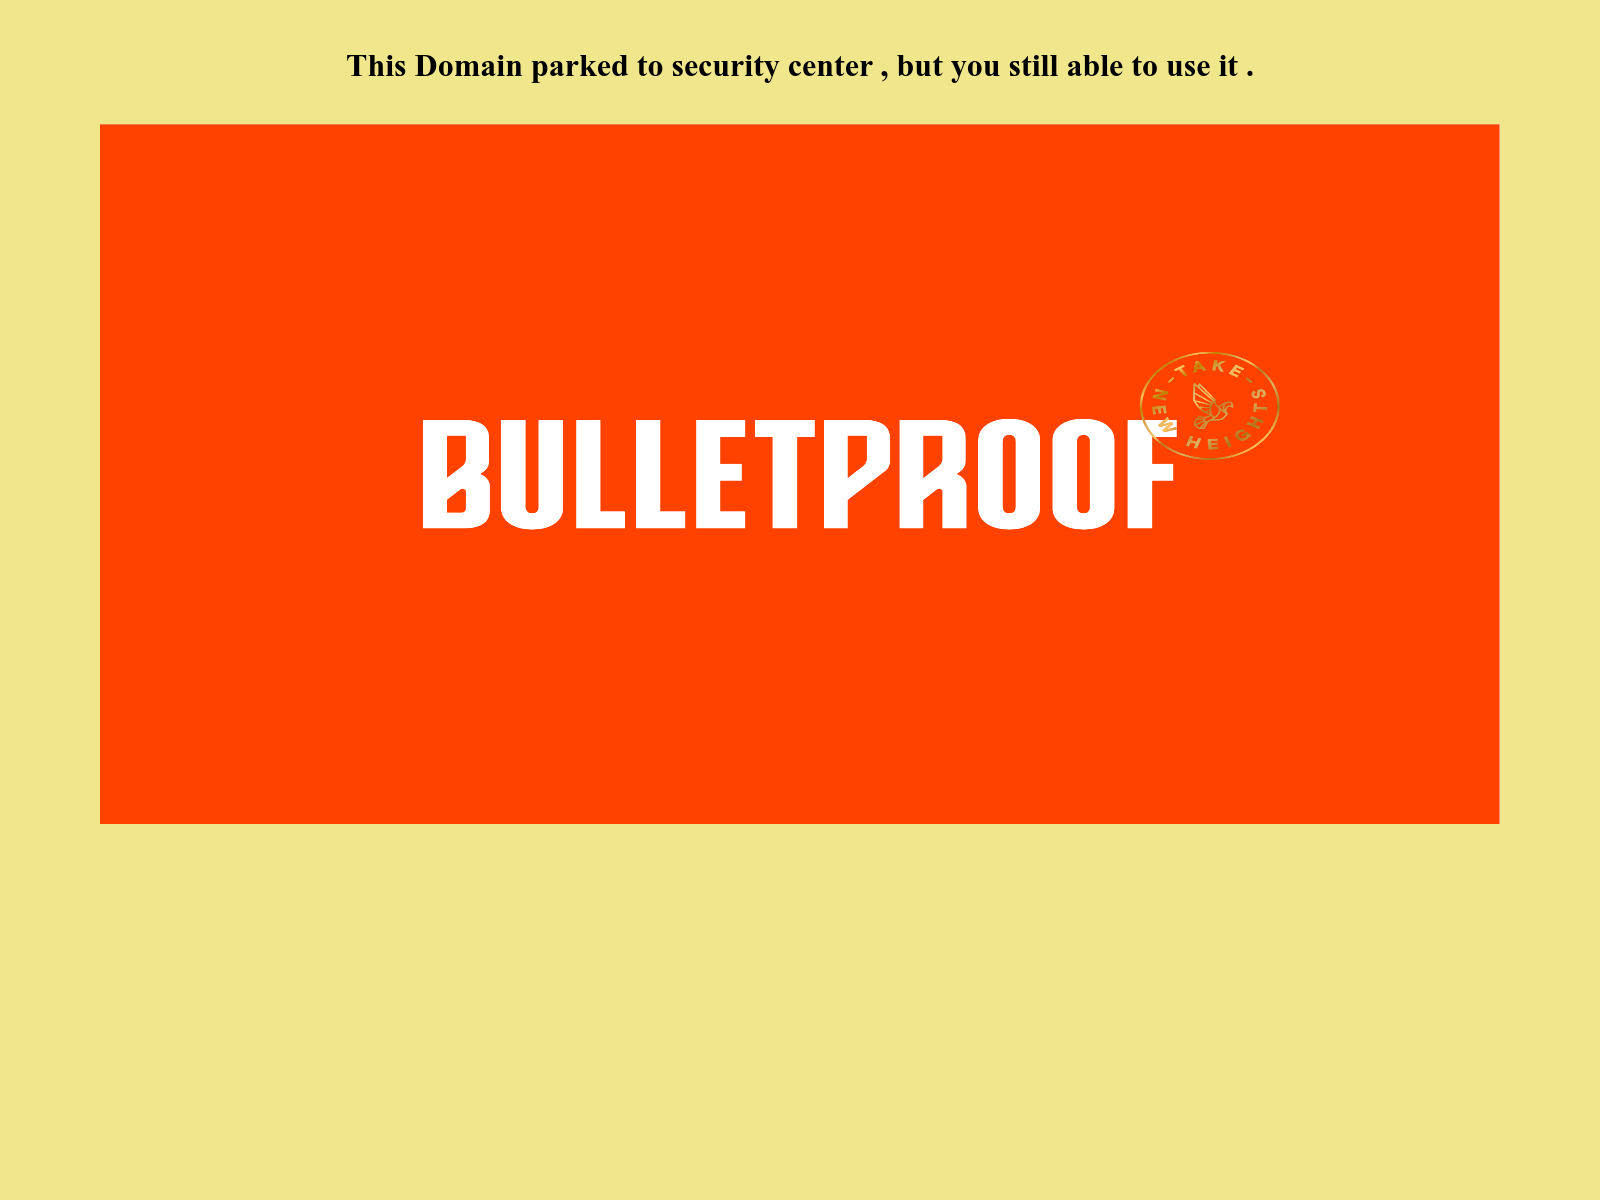 This Domain parked to security center , but you still able to use it .
-TAKE-
NEW HEIGHTS
BULLETPROOF